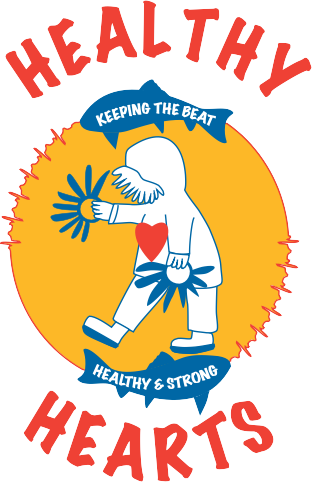 HEALTHY
KEEPING THE BEAT
HEALTHY & STRONG
HEARTS